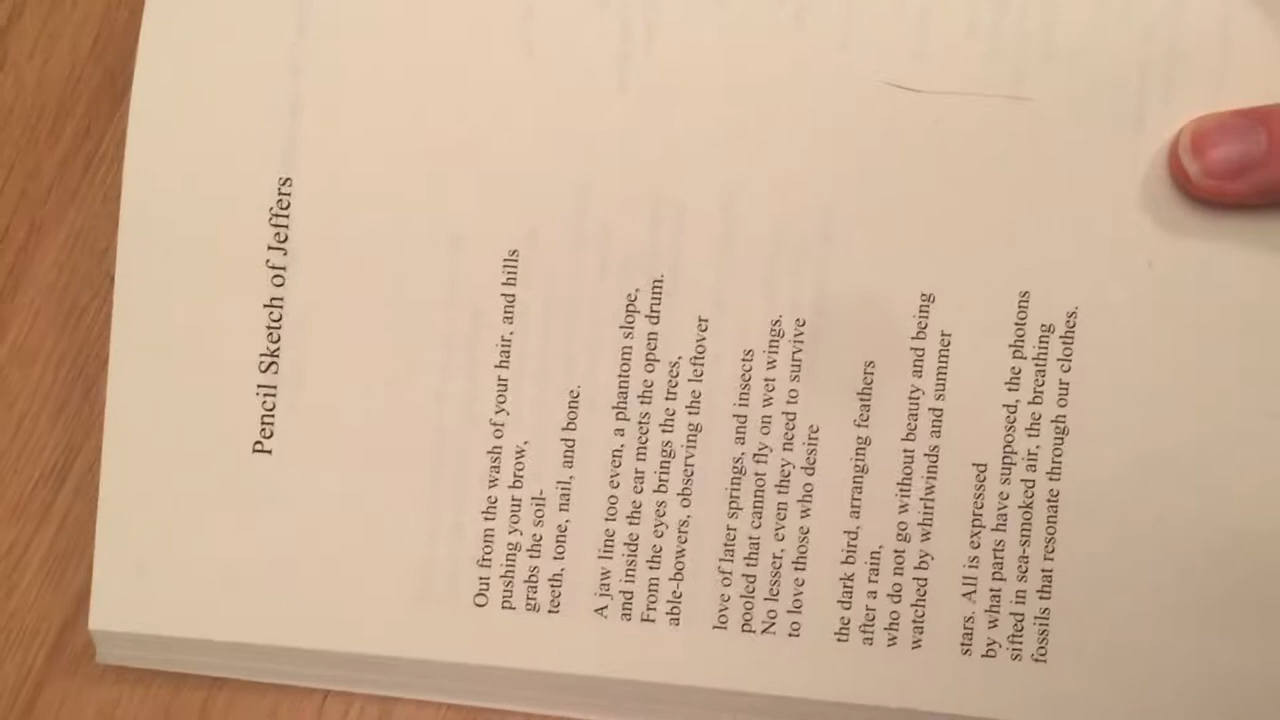 Pencil Sketch of Jeffers
Out from the wash of your hair, and hills
pushing your brow,
grabs the soil-
teeth, tone, nail, and bone.
A jaw line too even, a phantom slope,
and inside the ear meets the open drum.
From the eyes brings the trees,
able-bowers, observing the leftover
love of later springs, and insects
pooled that cannot fly on wet wings.
No lesser, even they need to survive
to love those who desire
the dark bird, arranging feathers
after a rain,
who do not go without beauty and being
watched by whirlwinds and summer
stars. All is expressed
by what parts have supposed, the photons
sifted in sea-smoked air, the breathing
fossils that resonate through our clothes.